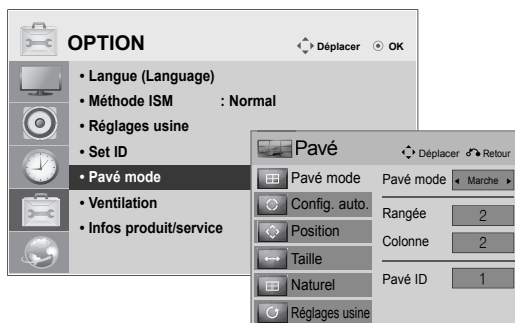 OPTION
Déplacer OK
• Langue (Language)
• Méthode ISM : Normal
• Réglages usine
• Set ID
• Pavé mode
• Ventilation
• Infos produit/service
Pavé
Déplacer Retour
Pavé mode
Config. auto.
Position
Taille
Naturel
Réglages usine
Pavé mode ◂ Marche ▸
Rangée 2
Colonne 2
Pavé ID 1